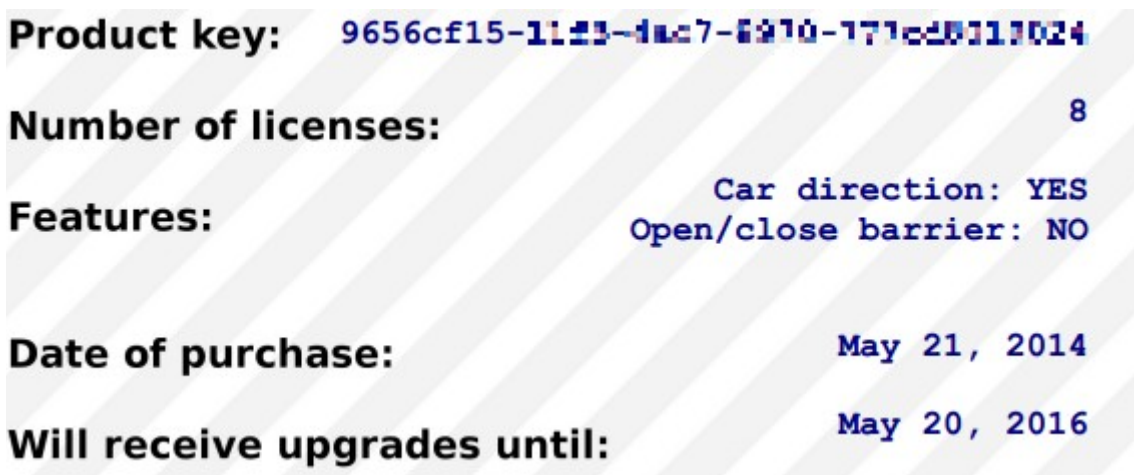 Product key: 9656cf15-
Number of licenses: 8
Features: Car direction: YES
Open/close barrier: NO
Date of purchase: May 21, 2014
Will receive upgrades until: May 20, 2016